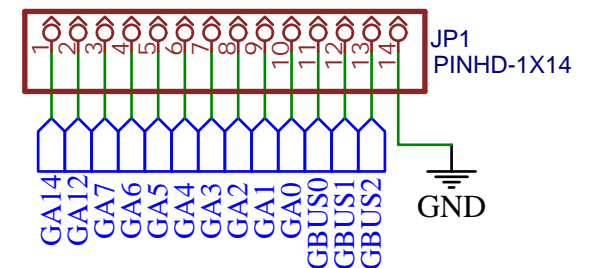 JP1
PINHD-1X14
1
2
3
4
5
6
7
8
9
10
11
12
13
14
GA14
GA12
GA7
GA6
GA5
GA4
GA3
GA2
GA1
GA0
GBUS0
GBUS1
GBUS2
GND